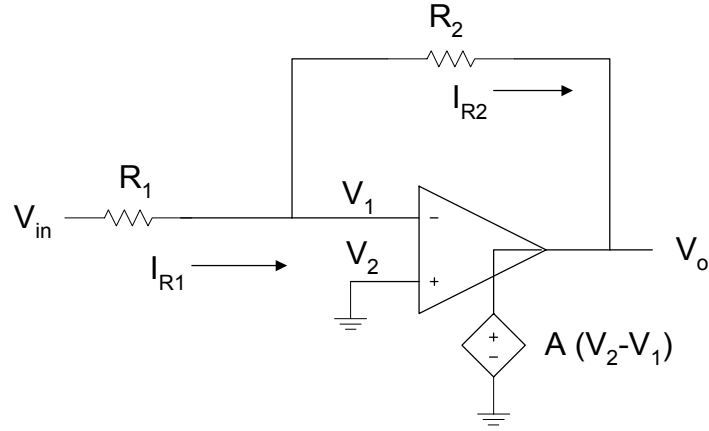 R2
IR2
R1
Vin
V1
−
V2
IR1
+
Vo
+
−
A (V2-V1)